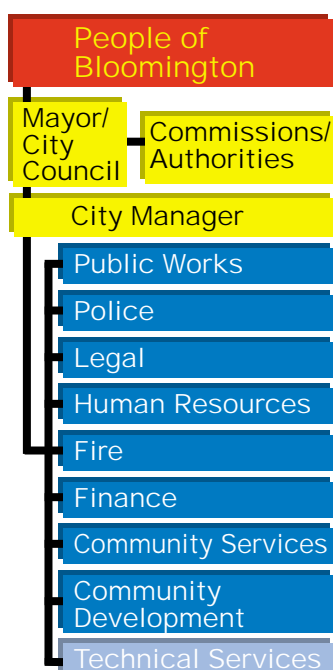 People of
Bloomington
Mayor/
City
Council
Commissions/
Authorities
City Manager
Public Works
Police
Legal
Human Resources
Fire
Finance
Community Services
Community
Development
Technical Services